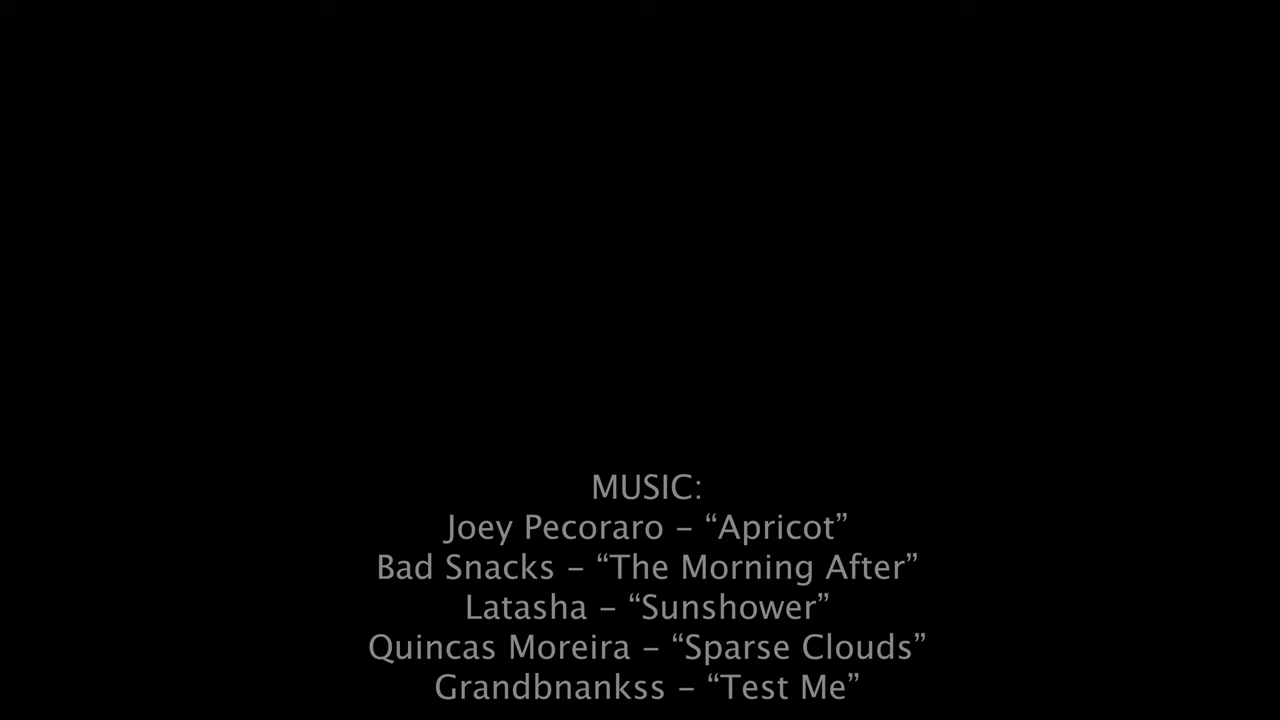 MUSIC:
Joey Pecoraro – “Apricot”
Bad Snacks – “The Morning After”
Latasha – “Sunshower”
Quincas Moreira – “Sparse Clouds”
Grandbnankss – “Test Me”